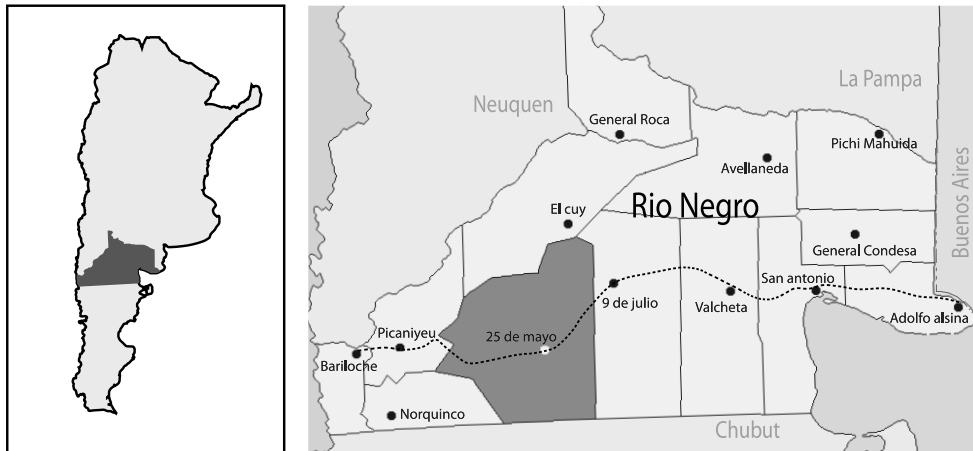 La Pampa
Neuquen
General Roca
Pichi Mahuida
Avellaneda
Buenos Aires
Rio Negro
El cuy
General Condesa
San antonio
9 de julio
Valcheta
Adolfo alsina
25 de mayo
Picaniyeu
Bariloche
Norquinco
Chubut